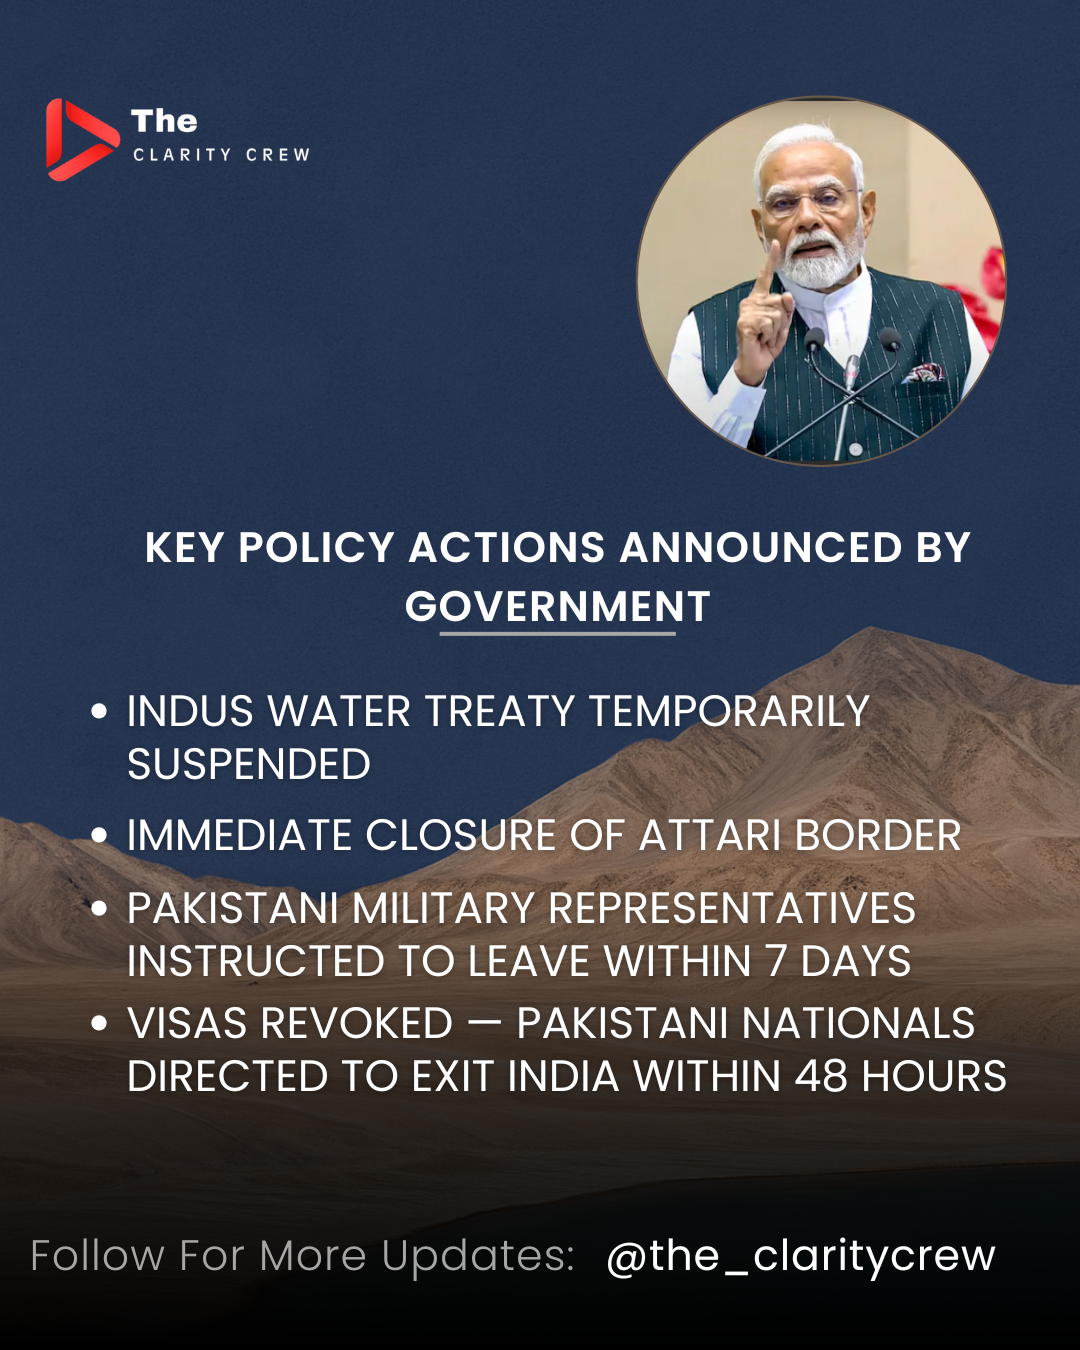 The
CLARITY CREW
KEY POLICY ACTIONS ANNOUNCED BY
GOVERNMENT
• INDUS WATER TREATY TEMPORARILY
SUSPENDED
• IMMEDIATE CLOSURE OF ATTARI BORDER
• PAKISTANI MILITARY REPRESENTATIVES
INSTRUCTED TO LEAVE WITHIN 7 DAYS
• VISAS REVOKED — PAKISTANI NATIONALS
DIRECTED TO EXIT INDIA WITHIN 48 HOURS
Follow For More Updates: @the_claritycrew